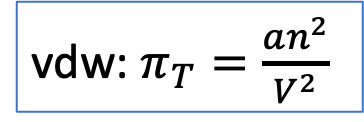 vdw: π_T = an²/V²